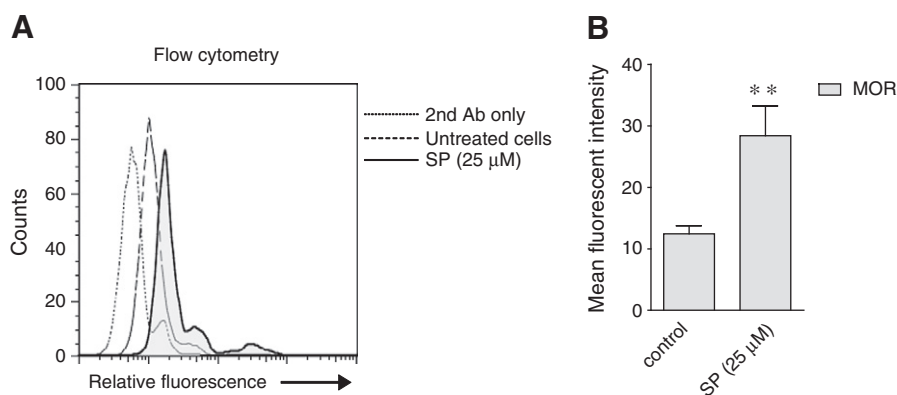 A
Flow cytometry
100
80
60
40
20
0
Counts
Relative fluorescence
2nd Ab only
Untreated cells
SP (25 μM)
B
40
30
20
10
0
Mean fluorescent intensity
**
MOR
control
SP (25 μM)